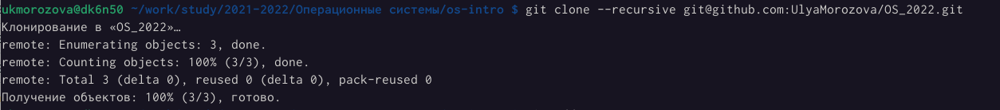 ukmorozova@dk6n50 ~/work/study/2021-2022/Операционные системы/os-intro $ git clone --recursive git@github.com:UlyaMorozova/OS_2022.git
Клонирование в «OS_2022»…
remote: Enumerating objects: 3, done.
remote: Counting objects: 100% (3/3), done.
remote: Total 3 (delta 0), reused 0 (delta 0), pack-reused 0
Получение объектов: 100% (3/3), готово.